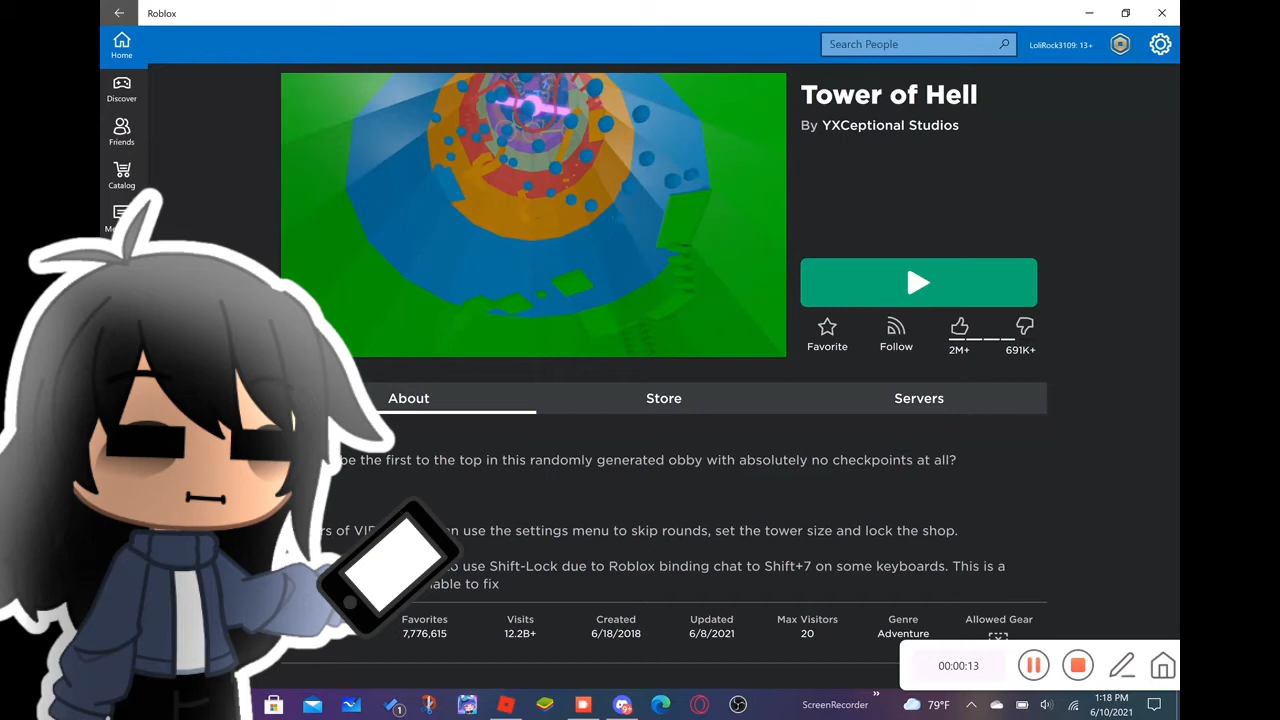 Roblox
Home
Search People
LoliRock3109: 13+
Discover
Friends
Catalog
Tower of Hell
By YXCeptional Studios
Favorite
Follow
2M+
691K+
About
Store
Servers
be the first to the top in this randomly generated obby with absolutely no checkpoints at all?
use the settings menu to skip rounds, set the tower size and lock the shop.
use Shift-Lock due to Roblox binding chat to Shift+7 on some keyboards. This is a
to fix
Favorites
Visits
Created
Updated
Max Visitors
Genre
Allowed Gear
7,776,615
12.2B+
6/18/2018
6/8/2021
20
Adventure
00:00:13
1
ScreenRecorder
79°F
1:18 PM
6/10/2021